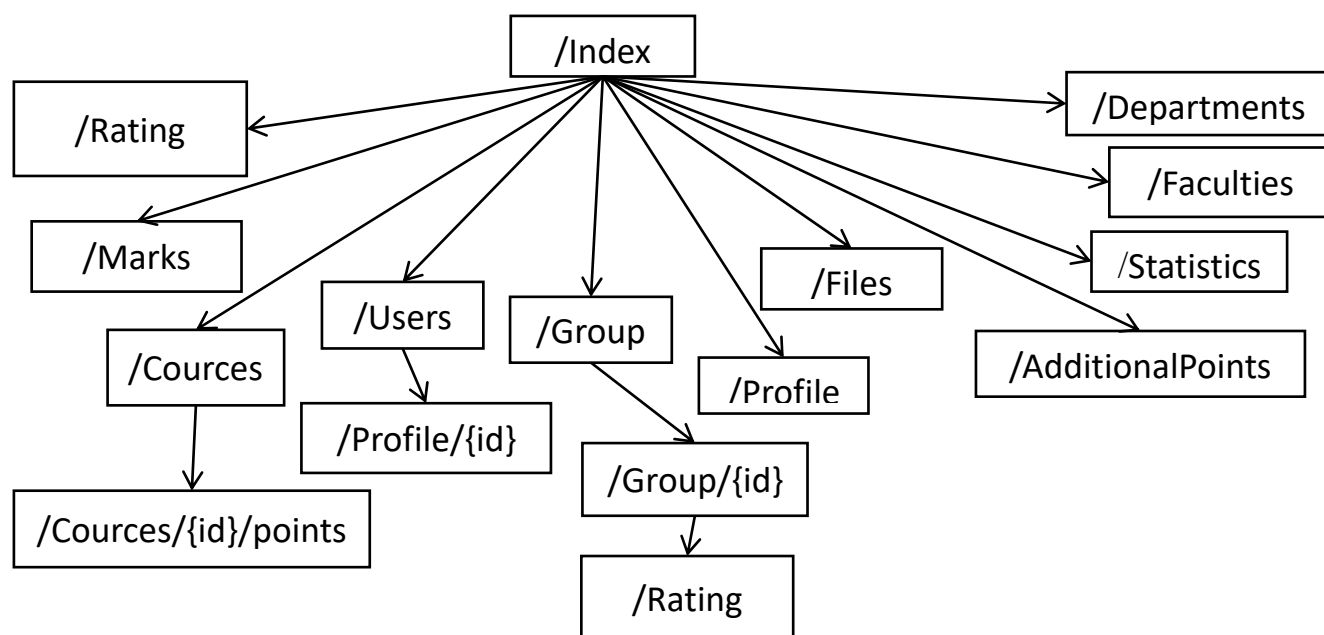 /Index
/Rating
/Departments
/Faculties
/Marks
/Statistics
/Files
/Users
/Group
/Cources
/Profile
/AdditionalPoints
/Profile/{id}
/Group/{id}
/Cources/{id}/points
/Rating